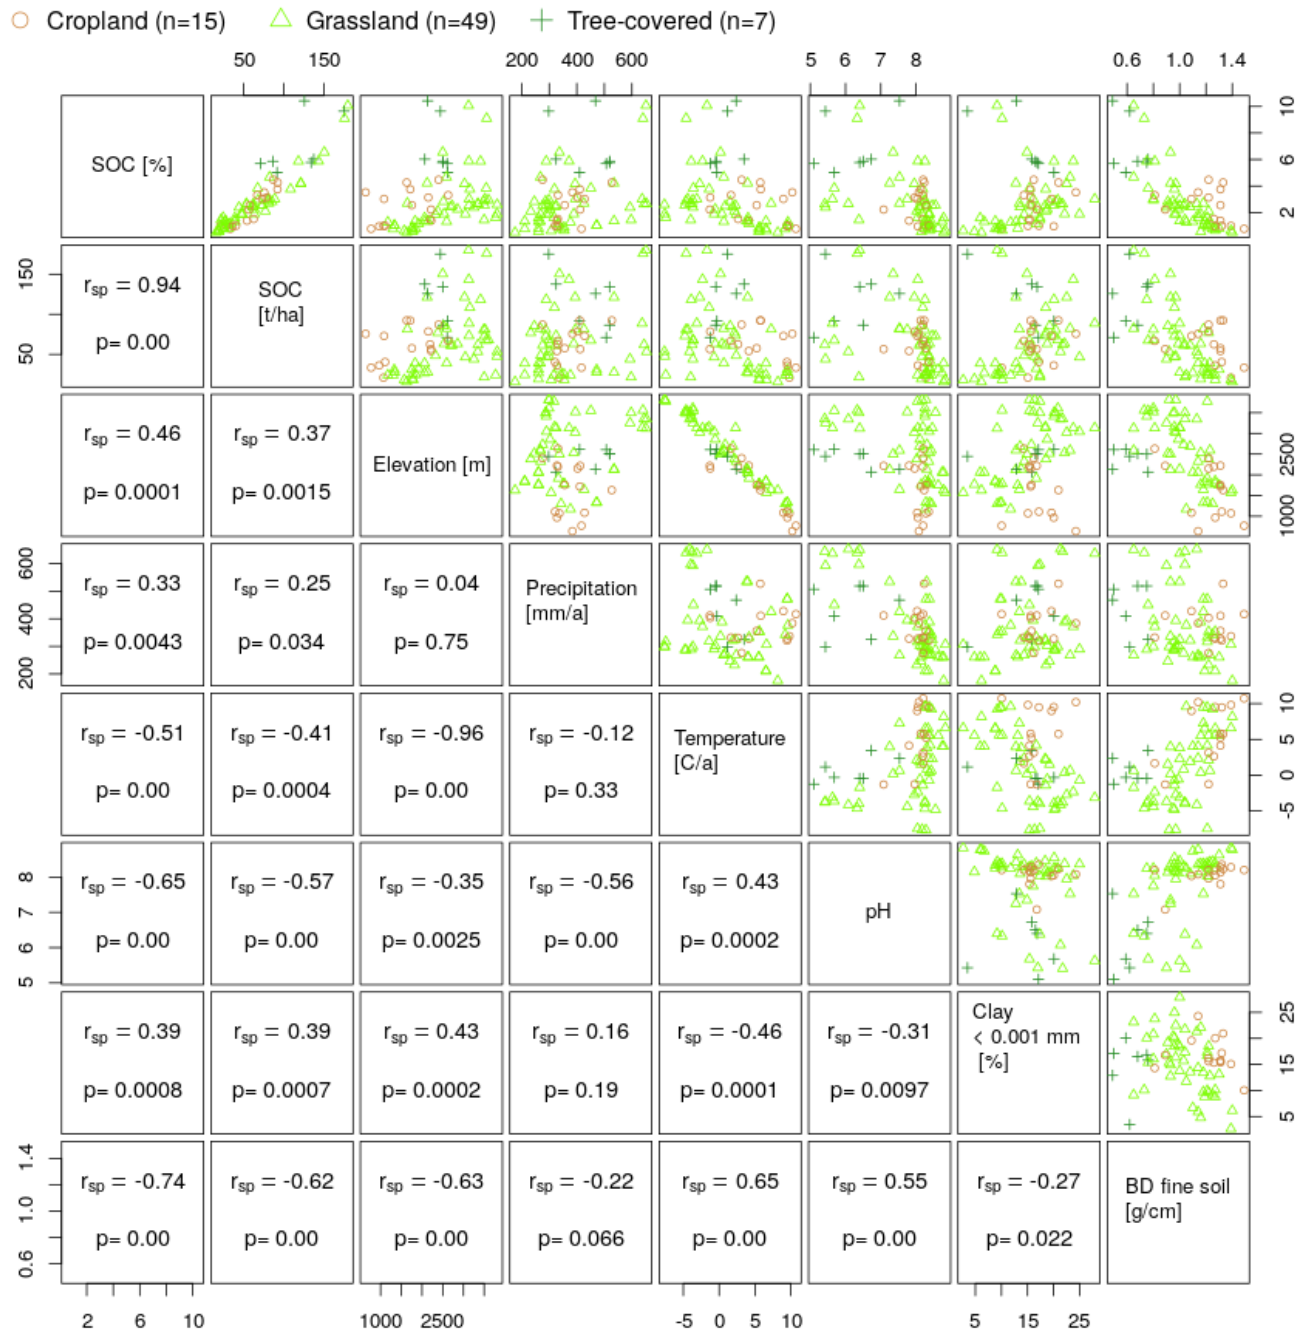 Cropland (n=15) Grassland (n=49) Tree-covered (n=7)
50 150 200 400 600 5 6 7 8 0.6 1.0 1.4
SOC [%]
2 6 10
rsp = 0.94
p= 0.00
SOC
[t/ha]
50 150
rsp = 0.46
p= 0.0001
rsp = 0.37
p= 0.0015
Elevation [m]
1000 2500
rsp = 0.33
p= 0.0043
rsp = 0.25
p= 0.034
rsp = 0.04
p= 0.75
Precipitation
[mm/a]
200 400 600
rsp = -0.51
p= 0.00
rsp = -0.41
p= 0.0004
rsp = -0.96
p= 0.00
rsp = -0.12
p= 0.33
Temperature
[C/a]
-5 0 5 10
rsp = -0.65
p= 0.00
rsp = -0.57
p= 0.00
rsp = -0.35
p= 0.0025
rsp = -0.56
p= 0.00
rsp = 0.43
p= 0.0002
pH
5 6 7 8
rsp = 0.39
p= 0.0008
rsp = 0.39
p= 0.0007
rsp = 0.43
p= 0.0002
rsp = 0.16
p= 0.19
rsp = -0.46
p= 0.0001
rsp = -0.31
p= 0.0097
Clay
< 0.001 mm
[%]
5 15 25
rsp = -0.74
p= 0.00
rsp = -0.62
p= 0.00
rsp = -0.63
p= 0.00
rsp = -0.22
p= 0.066
rsp = 0.65
p= 0.00
rsp = 0.55
p= 0.00
rsp = -0.27
p= 0.022
BD fine soil
[g/cm]
0.6 1.0 1.4
2 6 10 1000 2500 -5 0 5 10 5 15 25